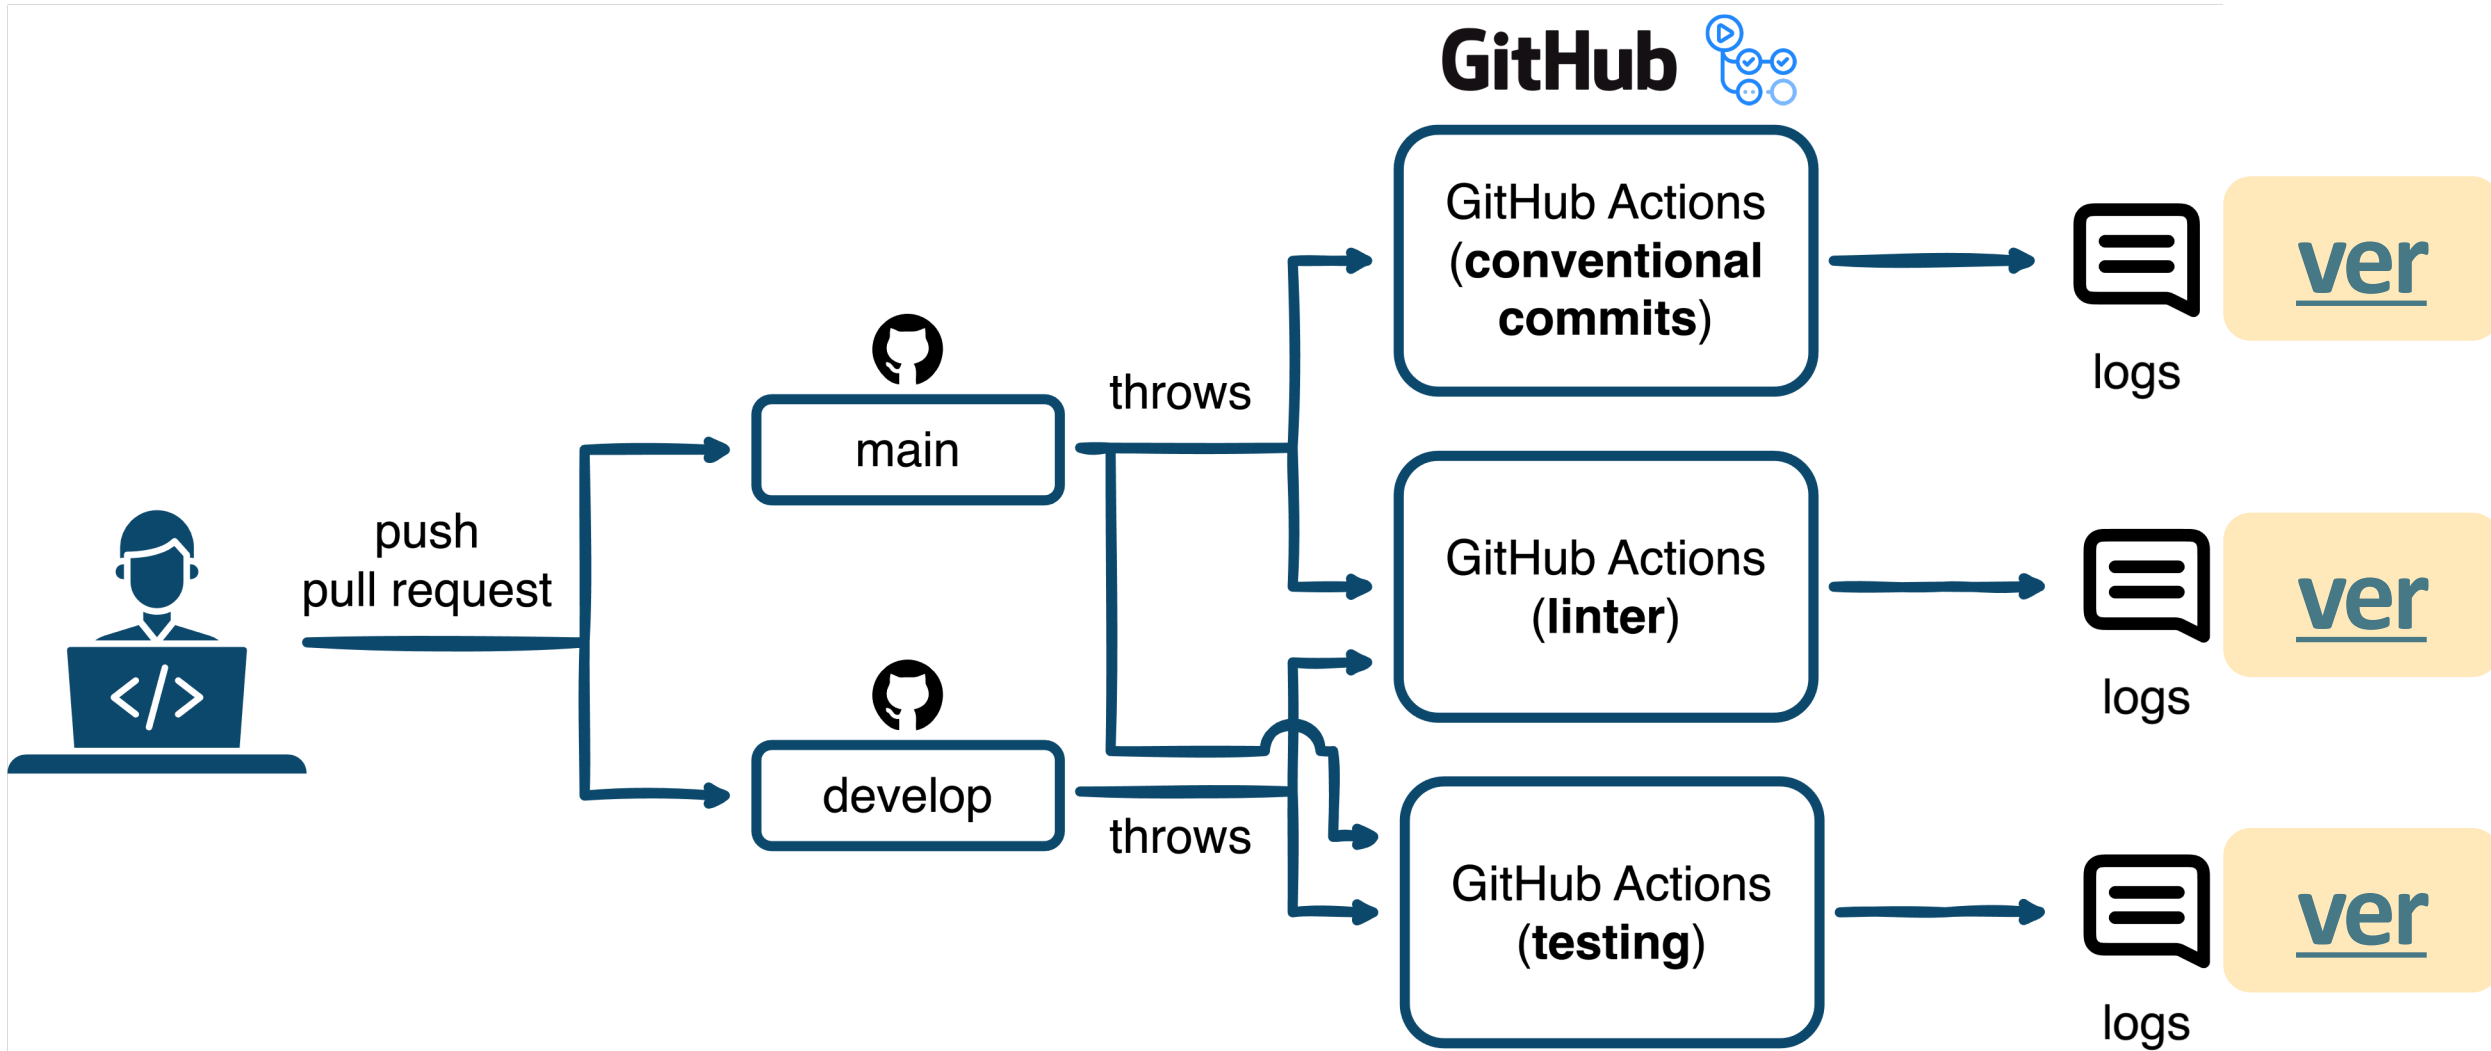 GitHub
GitHub Actions
(conventional
commits)
ver
logs
throws
main
push
pull request
GitHub Actions
(linter)
ver
logs
</>
develop
throws
GitHub Actions
(testing)
ver
logs